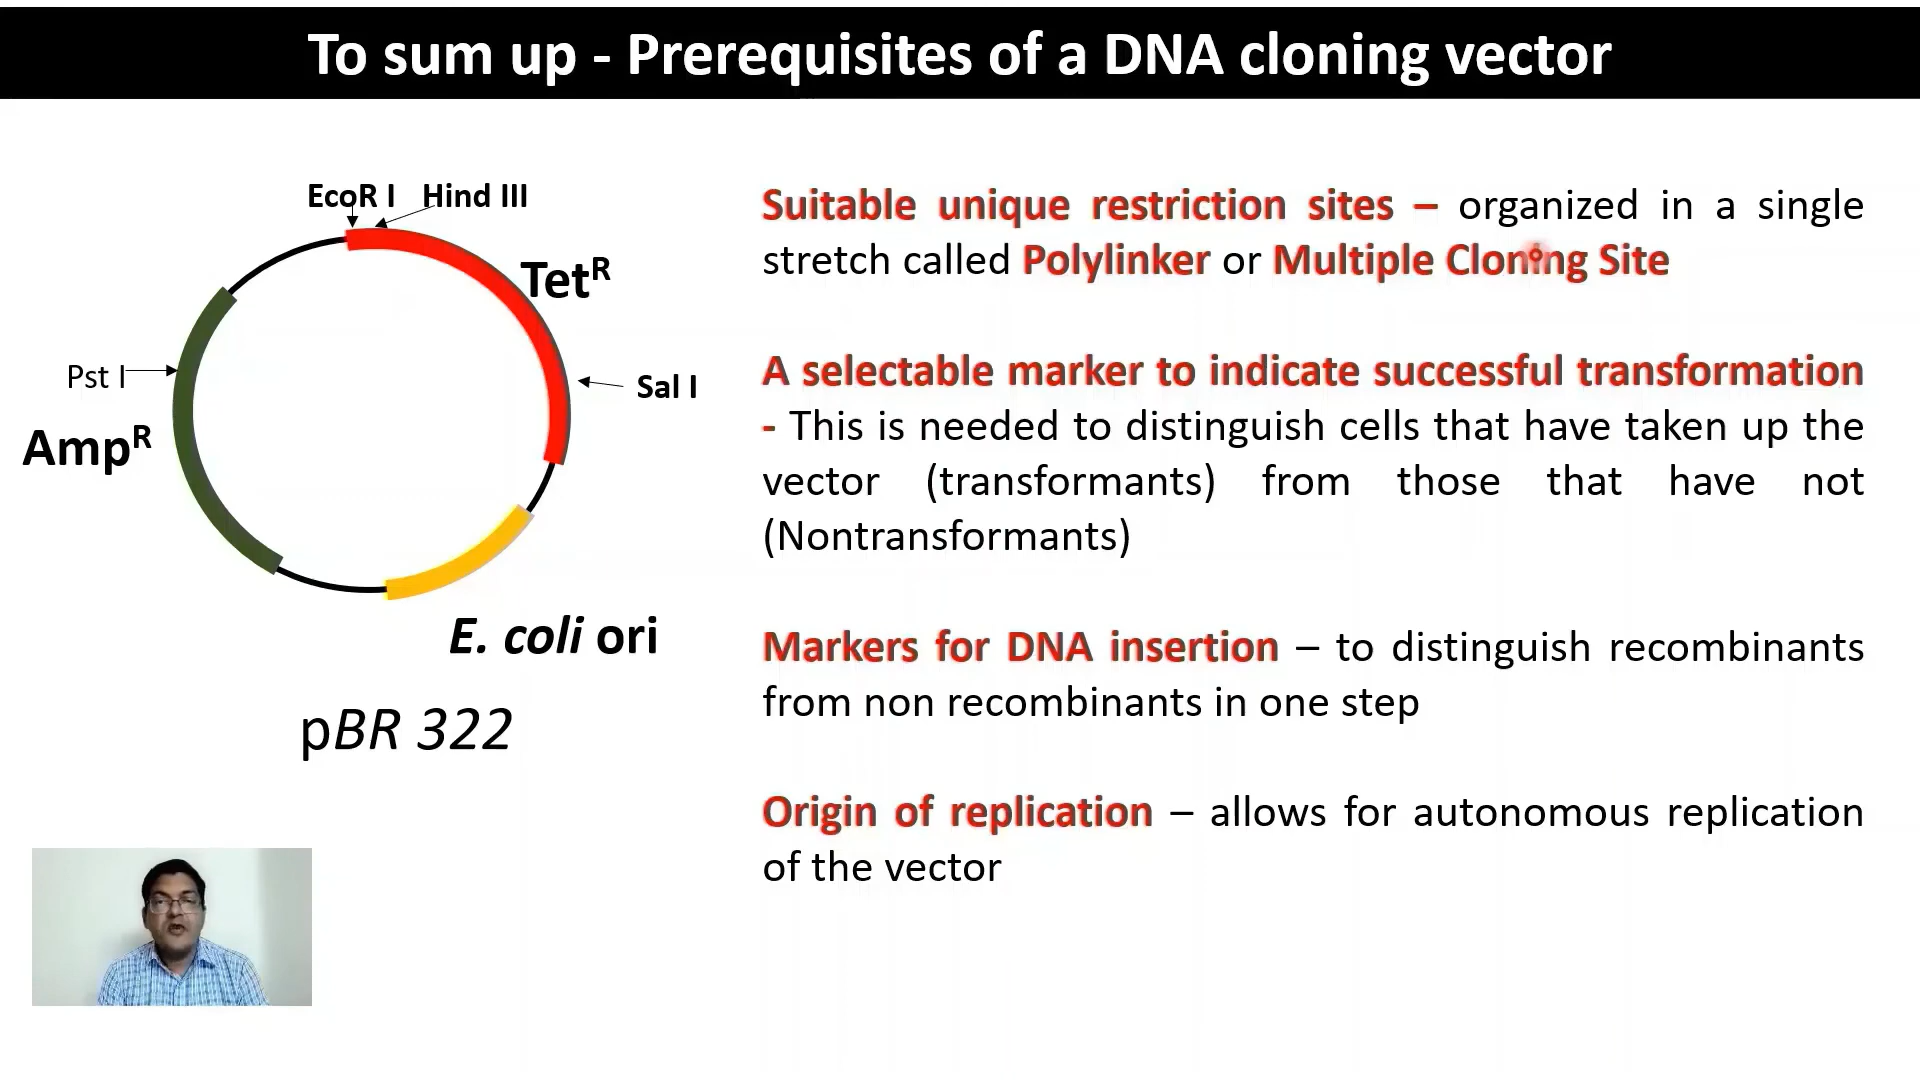 To sum up - Prerequisites of a DNA cloning vector
EcoR I Hind III
Tet^R
Pst I
Sal I
Amp^R
E. coli ori
pBR 322
Suitable unique restriction sites – organized in a single
stretch called Polylinker or Multiple Cloning Site
A selectable marker to indicate successful transformation
- This is needed to distinguish cells that have taken up the
vector (transformants) from those that have not
(Nontransformants)
Markers for DNA insertion – to distinguish recombinants
from non recombinants in one step
Origin of replication – allows for autonomous replication
of the vector